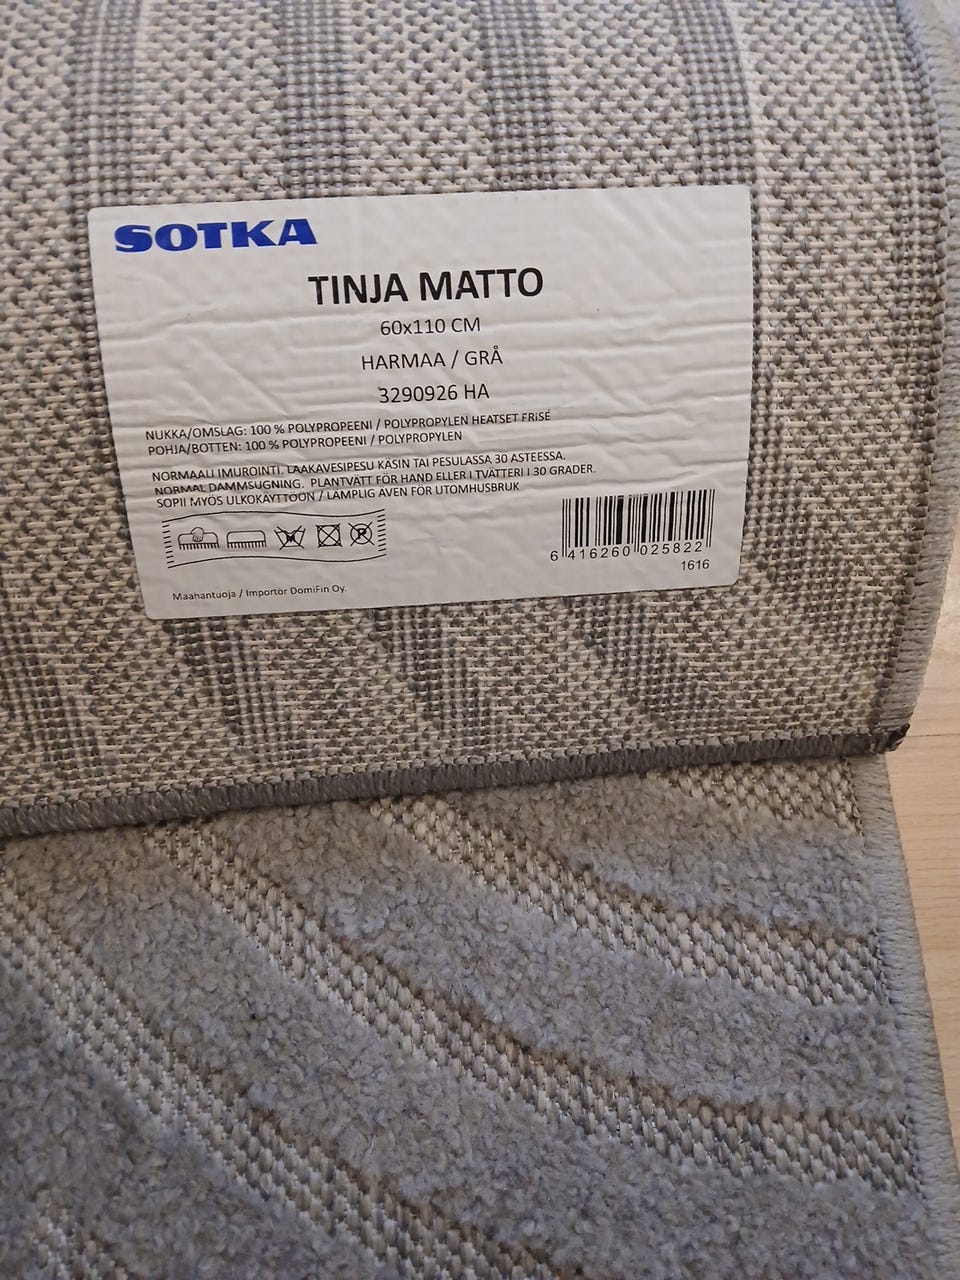 SOTKA
TINJA MATTO
60x110 CM
HARMAA / GRÅ
3290926 HA
NUKKA/OMSLAG: 100 % POLYPROPEENI / POLYPROPYLEN HEATSET FRISÉ
POHJA/BOTTEN: 100 % POLYPROPEENI / POLYPROPYLEN
NORMAALI IMUROINTI. LAAKAVESIPESU KÄSIN TAI PESULASSA 30 ASTEESSA.
NORMAL DAMMSUGNING. PLANTVÄTT FÖR HAND ELLER I TVÄTTERI I 30 GRADER.
SOPII MYÖS ULKOKÄYTTÖÖN / LÄMPLIG ÄVEN FÖR UTOMHUSBRUK
6 416260 025822
1616
Maahantuoja / Importör DomiFin Oy.